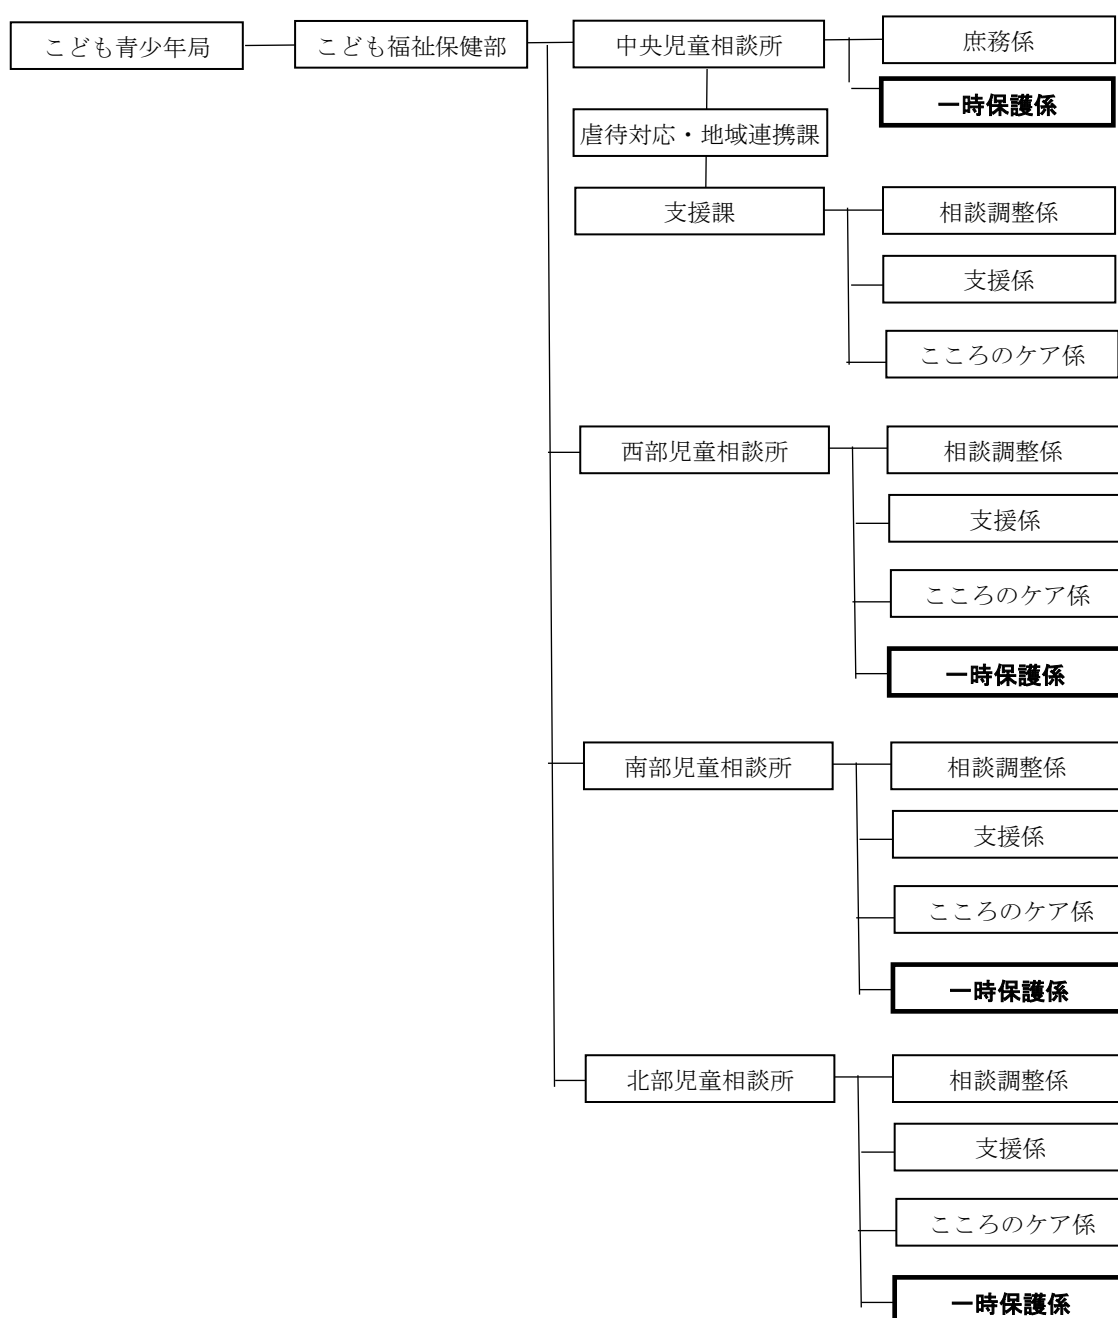 こども青少年局
こども福祉保健部
中央児童相談所
庶務係
一時保護係
虐待対応・地域連携課
支援課
相談調整係
支援係
こころのケア係
西部児童相談所
相談調整係
支援係
こころのケア係
一時保護係
南部児童相談所
相談調整係
支援係
こころのケア係
一時保護係
北部児童相談所
相談調整係
支援係
こころのケア係
一時保護係